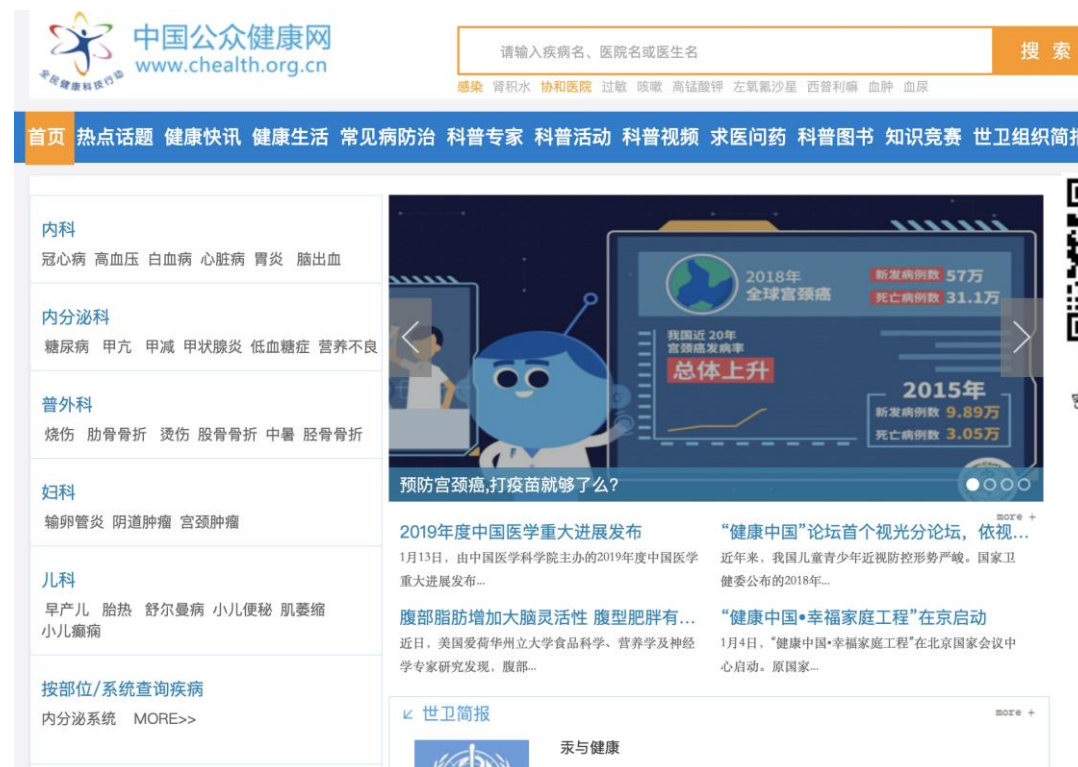 中国公众健康网
www.chealth.org.cn
全民健康科技行动
请输入疾病名、医院名或医生名
搜 索
感染 肾积水 协和医院 过敏 咳嗽 高锰酸钾 左氧氟沙星 西普利嘛 血肿 血尿
首页 热点话题 健康快讯 健康生活 常见病防治 科普专家 科普活动 科普视频 求医问药 科普图书 知识竞赛 世卫组织简报
内科
冠心病 高血压 白血病 心脏病 胃炎 脑出血
内分泌科
糖尿病 甲亢 甲减 甲状腺炎 低血糖症 营养不良
普外科
烧伤 肋骨骨折 烫伤 股骨骨折 中暑 胫骨骨折
妇科
输卵管炎 阴道肿瘤 宫颈肿瘤
儿科
早产儿 胎热 舒尔曼病 小儿便秘 肌萎缩
小儿癫痫
按部位/系统查询疾病
内分泌系统 MORE>>
2018年
全球宫颈癌
新发病例数 57万
死亡病例数 31.1万
我国近 20年
宫颈癌发病率
总体上升
2015年
新发病例数 9.89万
死亡病例数 3.05万
F
预防宫颈癌,打疫苗就够了么?
more +
2019年度中国医学重大进展发布
1月13日，由中国医学科学院主办的2019年度中国医学
重大进展发布...
“健康中国”论坛首个视光分论坛，依视...
近年来，我国儿童青少年近视防控形势严峻。国家卫
健委公布的2018年...
腹部脂肪增加大脑灵活性 腹型肥胖有...
近日，美国爱荷华州立大学食品科学、营养学及神经
学专家研究发现，腹部...
“健康中国•幸福家庭工程”在京启动
1月4日，“健康中国•幸福家庭工程”在北京国家会议中
心启动。原国家...
世卫简报
more +
汞与健康